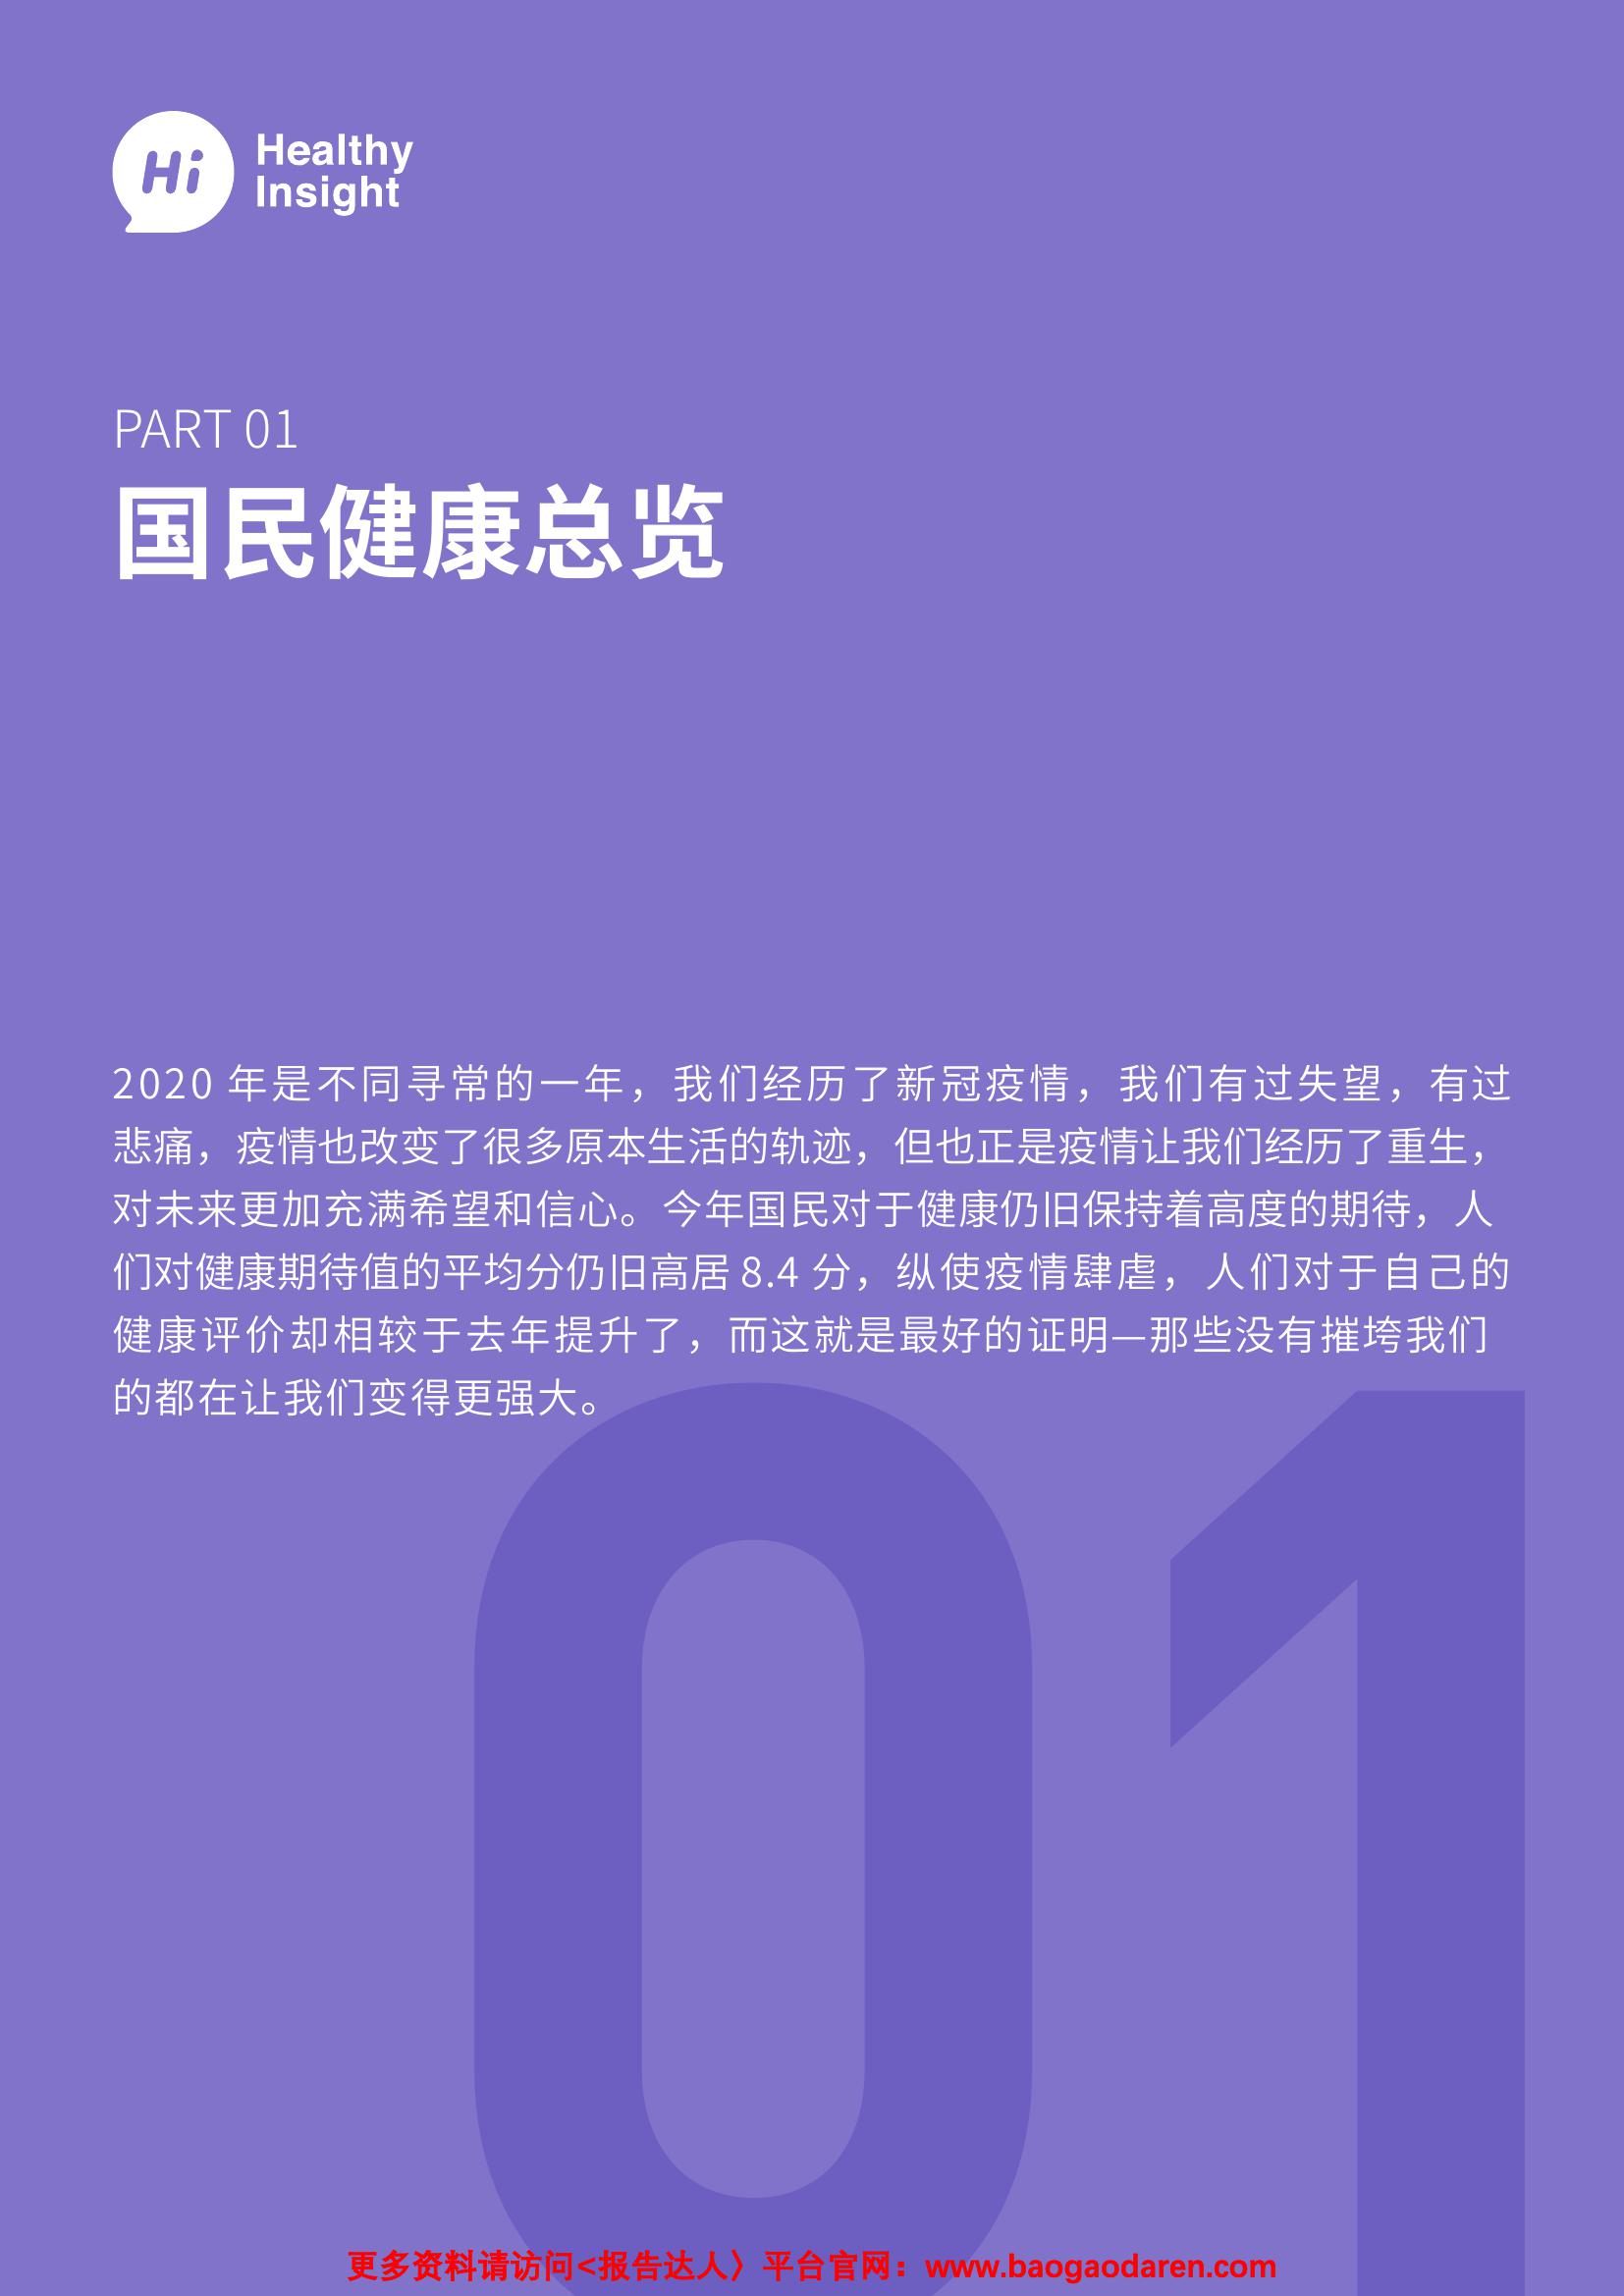 Hi
Healthy
Insight
PART 01
国民健康总览
2020 年是不同寻常的一年，我们经历了新冠疫情，我们有过失望，有过
悲痛，疫情也改变了很多原本生活的轨迹，但也正是疫情让我们经历了重生，
对未来更加充满希望和信心。今年国民对于健康仍旧保持着高度的期待，人
们对健康期待值的平均分仍旧高居 8.4 分，纵使疫情肆虐，人们对于自己的
健康评价却相较于去年提升了，而这就是最好的证明—那些没有摧垮我们
的都在让我们变得更强大。
01
更多资料请访问<报告达人〉平台官网：www.baogaodaren.com